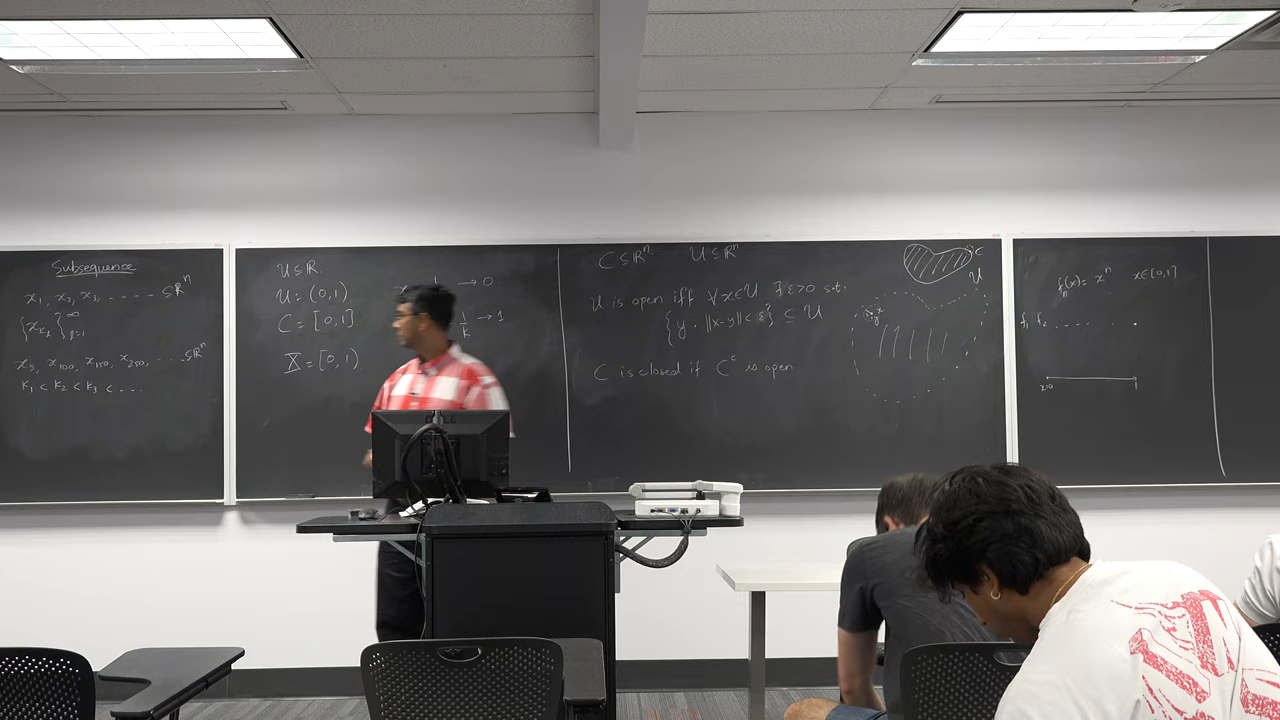 Subsequence
x₁, x₂, x₃, ..... ⊆ ℝⁿ
{x_{k_l}}_{l=1}^∞
x₅, x₁₀₀, x₁₅₀, x₂₅₀, ... ⊆ ℝⁿ
k₁ < k₂ < k₃ < ...
U ⊆ ℝ.
U = (0,1)
C = [0,1]
X = [0,1)
→ 0.
1/k → 1
C ⊆ ℝⁿ. U ⊆ ℝⁿ
U is open iff ∀ x∈U ∃ ε>0 s.t.
{y : ||x-y|| < ε} ⊆ U
C is closed if Cᶜ is open
C
U
f_n(x) = xⁿ x∈[0,1]
f₁ f₂ ....
1